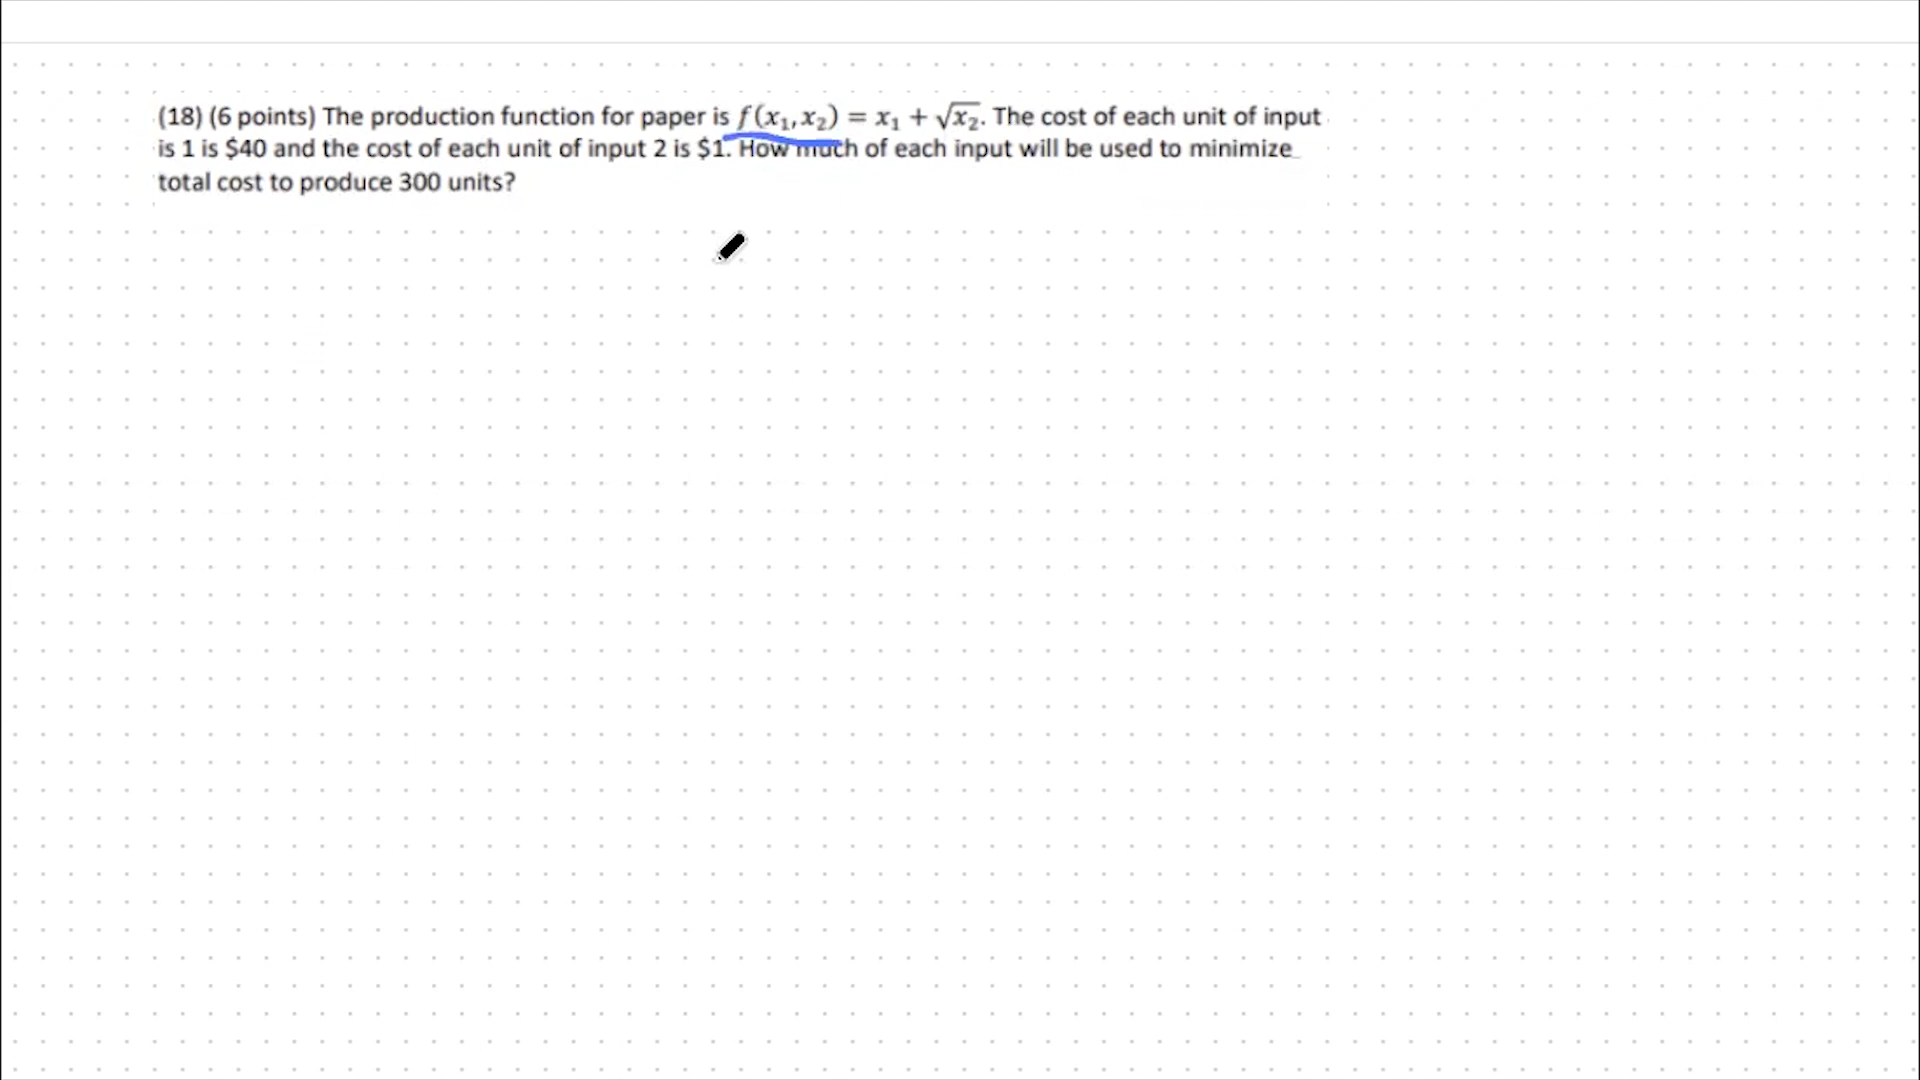 (18) (6 points) The production function for paper is f(x₁, x₂) = x₁ + √x₂. The cost of each unit of input
is 1 is $40 and the cost of each unit of input 2 is $1. How much of each input will be used to minimize
total cost to produce 300 units?